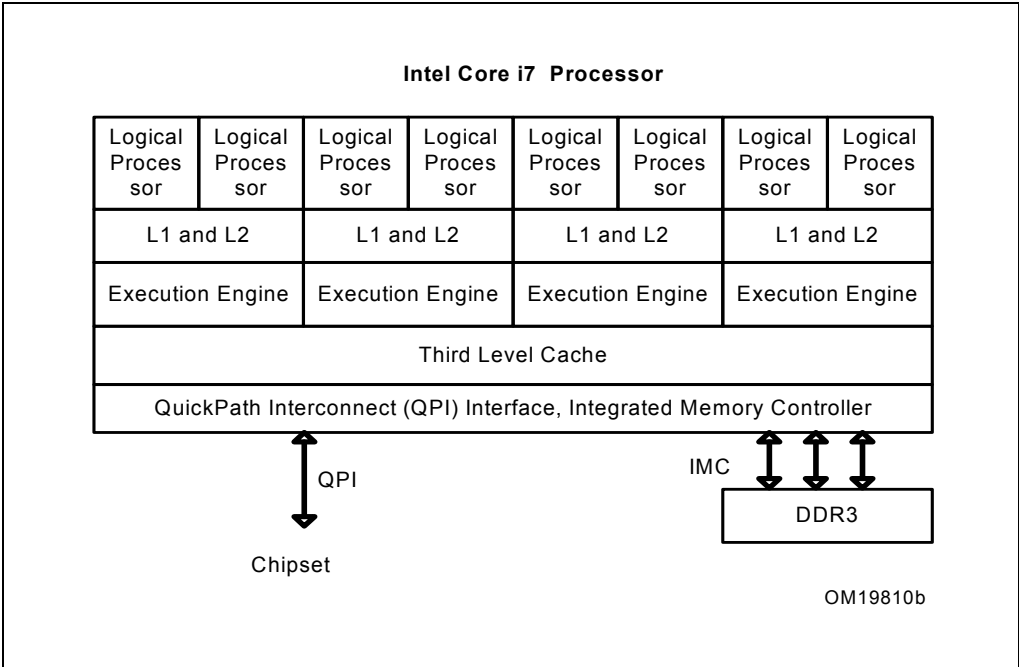 Intel Core i7 Processor
Logical Logical Logical Logical Logical Logical Logical Logical
Proces Proces Proces Proces Proces Proces Proces Proces
sor sor sor sor sor sor sor sor
L1 and L2 L1 and L2 L1 and L2 L1 and L2
Execution Engine Execution Engine Execution Engine Execution Engine
Third Level Cache
QuickPath Interconnect (QPI) Interface, Integrated Memory Controller
QPI
IMC
DDR3
Chipset
OM19810b